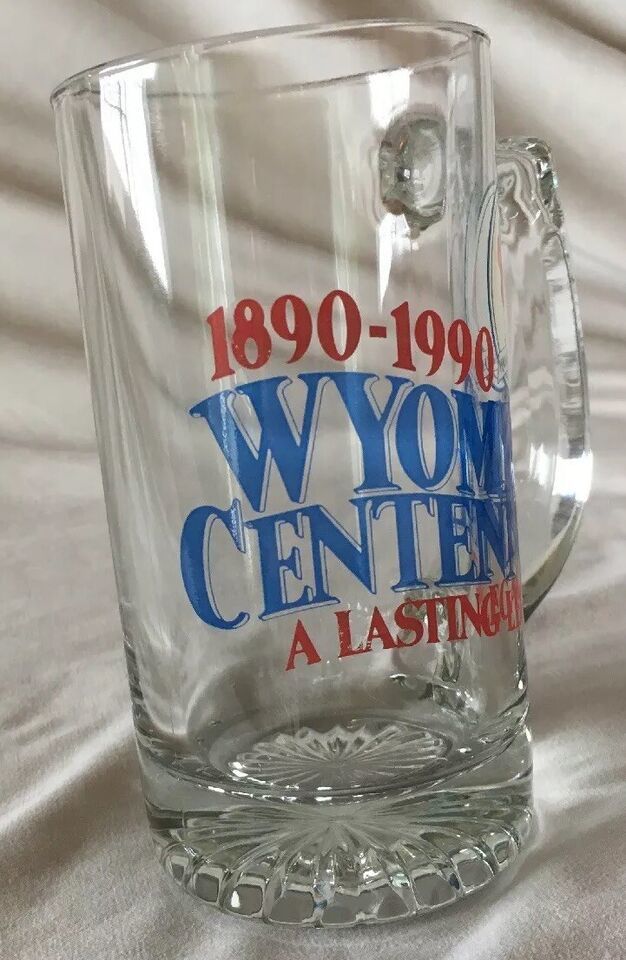 1890-1990
WYOM
CENTEN
A LASTING